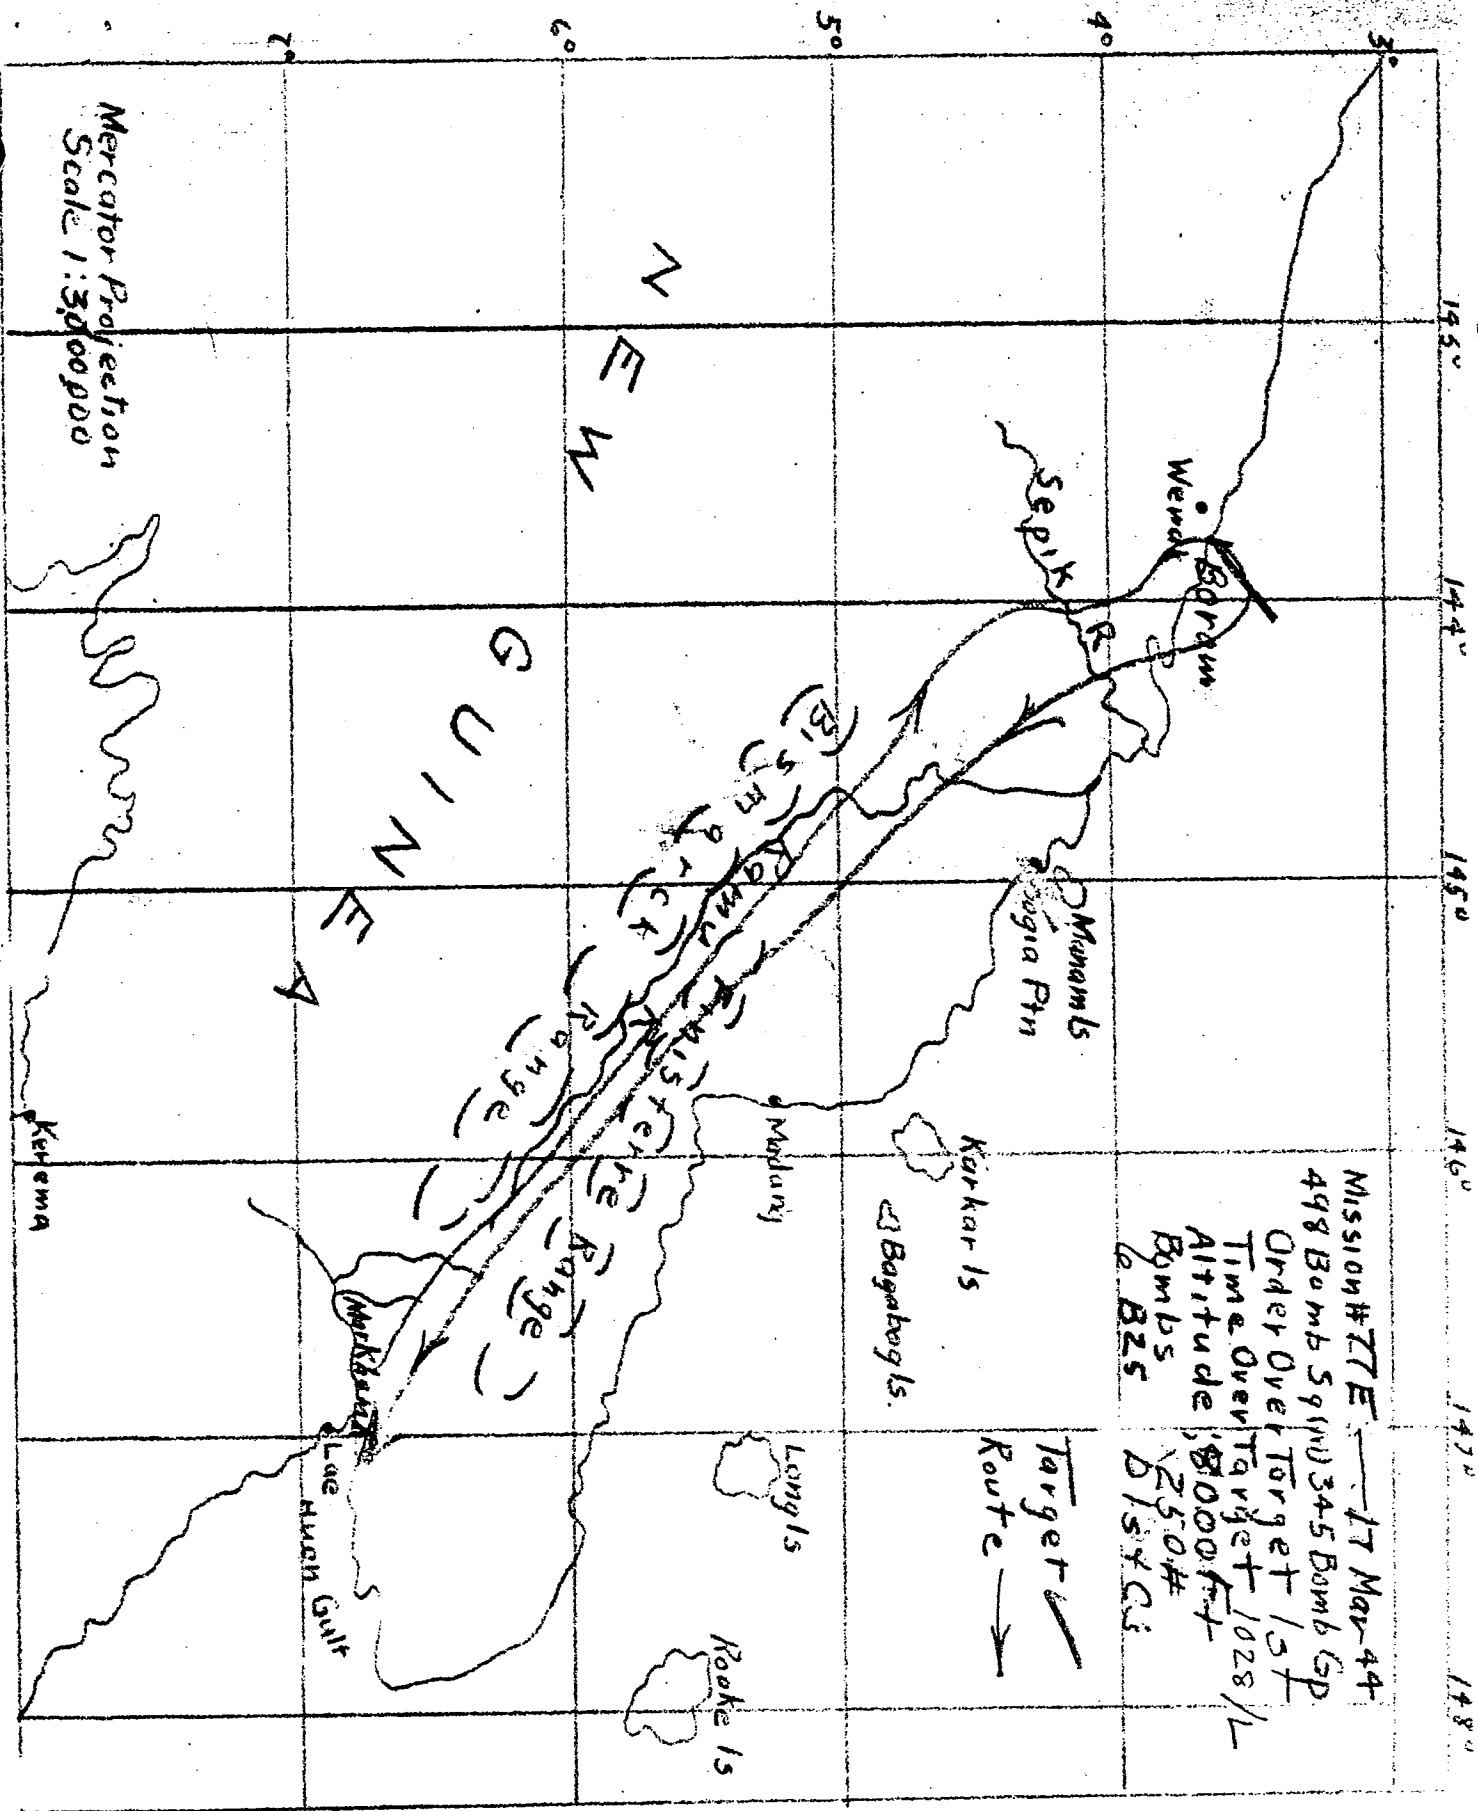 Mission #77E — 17 Mar 44
498 Bomb Sq (M) 345 Bomb Gp
Order Over Target 1st
Time Over Target 1028/L
Altitude 8000 ft
Bombs 250#
6 B25
Target
Route
145°
144°
145°
146°
147°
148°
3°
4°
5°
6°
7°
Boram
Sepik R
Manam Is
Bogia Ptn
Karkar Is
Bagabag Is.
Long Is
Rooke Is
Madang
Bismarck Range
Ramu
Finisterre Range
NEW GUINEA
Markham
Lae
Huon Gulf
Kerema
Mercator Projection
Scale 1:3,000,000